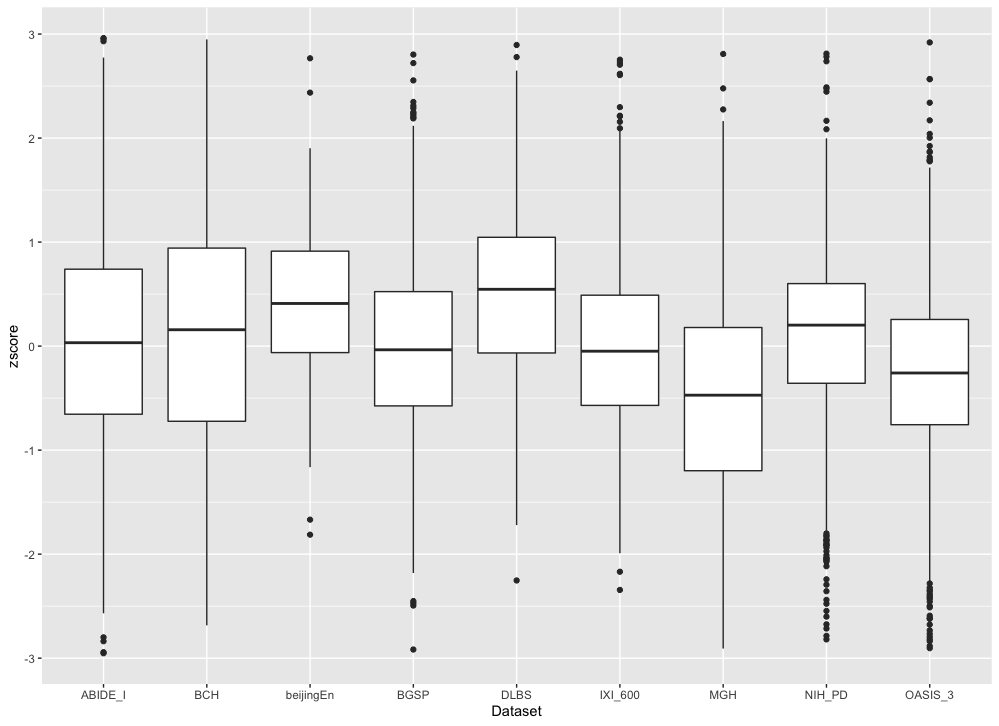 zscore
3
2
1
0
-1
-2
-3
ABIDE_I BCH beijingEn BGSP DLBS IXI_600 MGH NIH_PD OASIS_3
Dataset